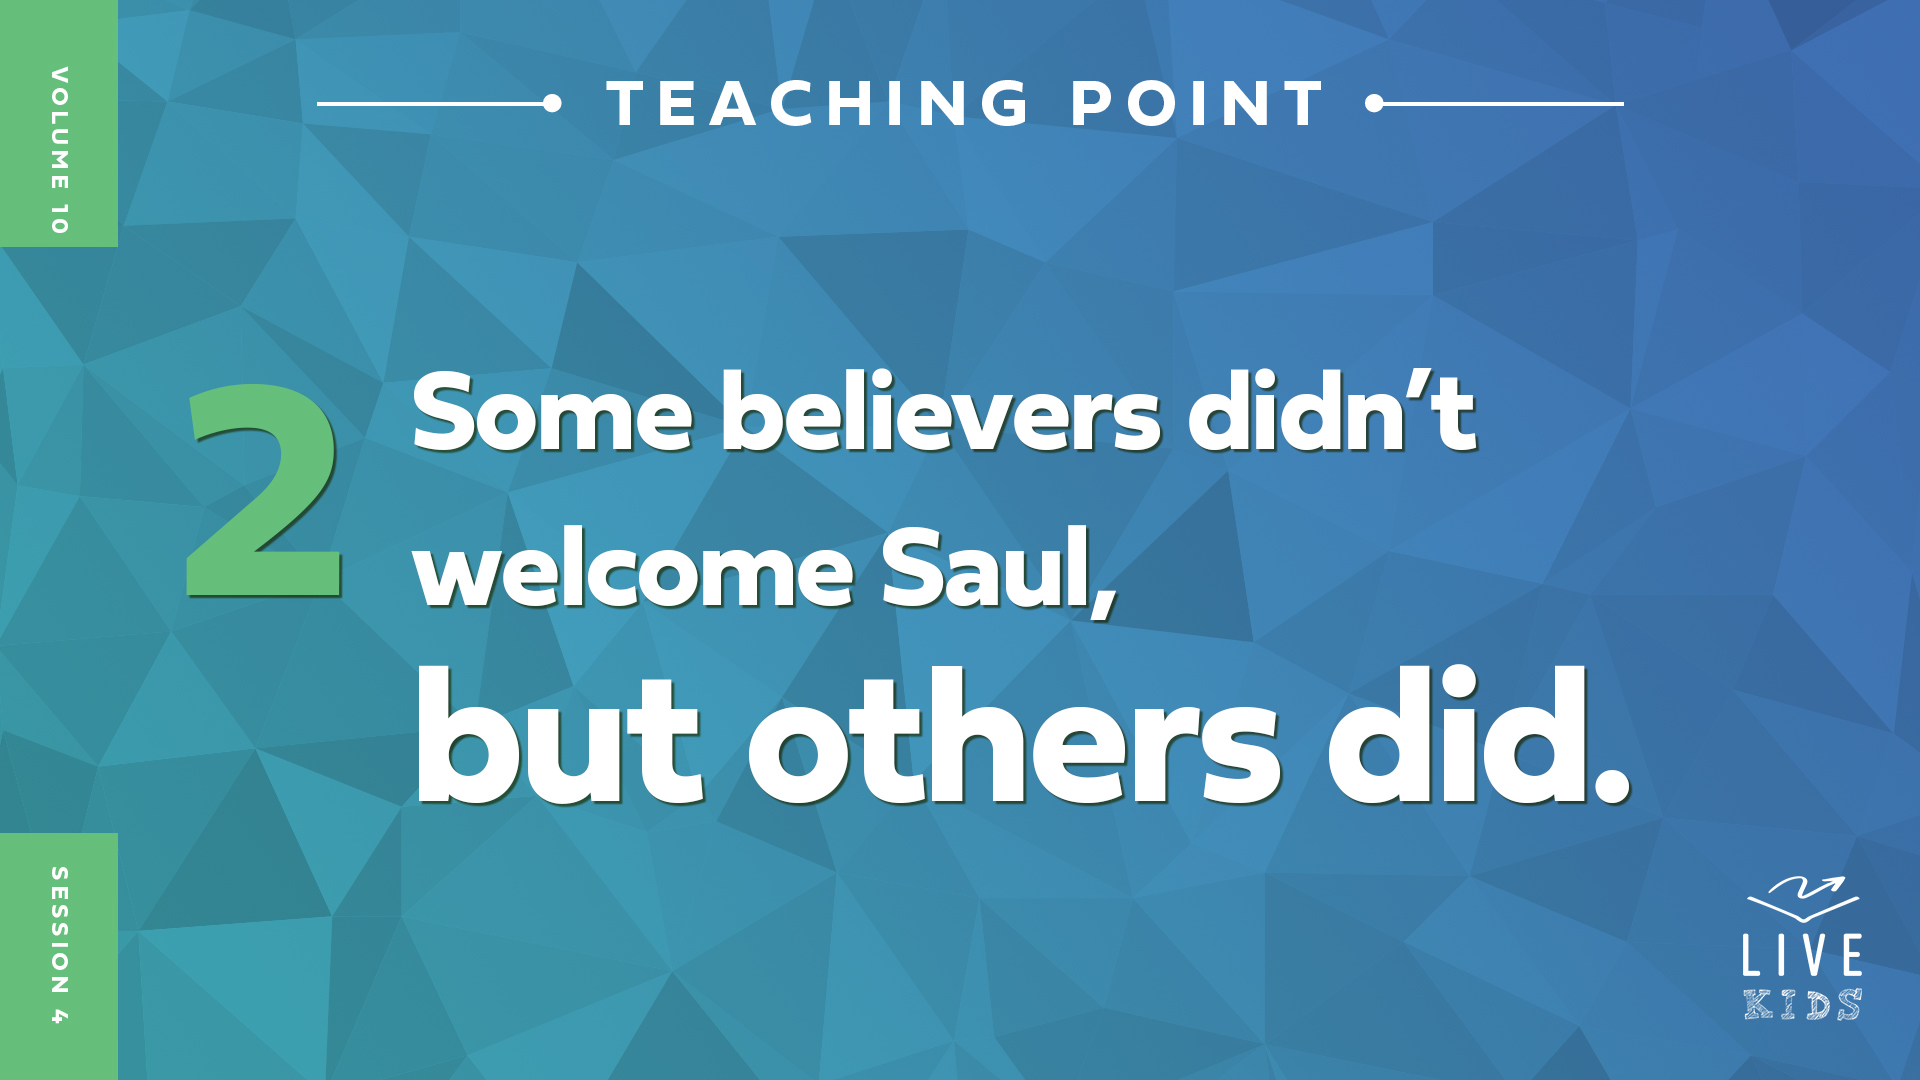 VOLUME 10
TEACHING POINT
2
Some believers didn’t
welcome Saul,
but others did.
SESSION 4
LIVE
KIDS